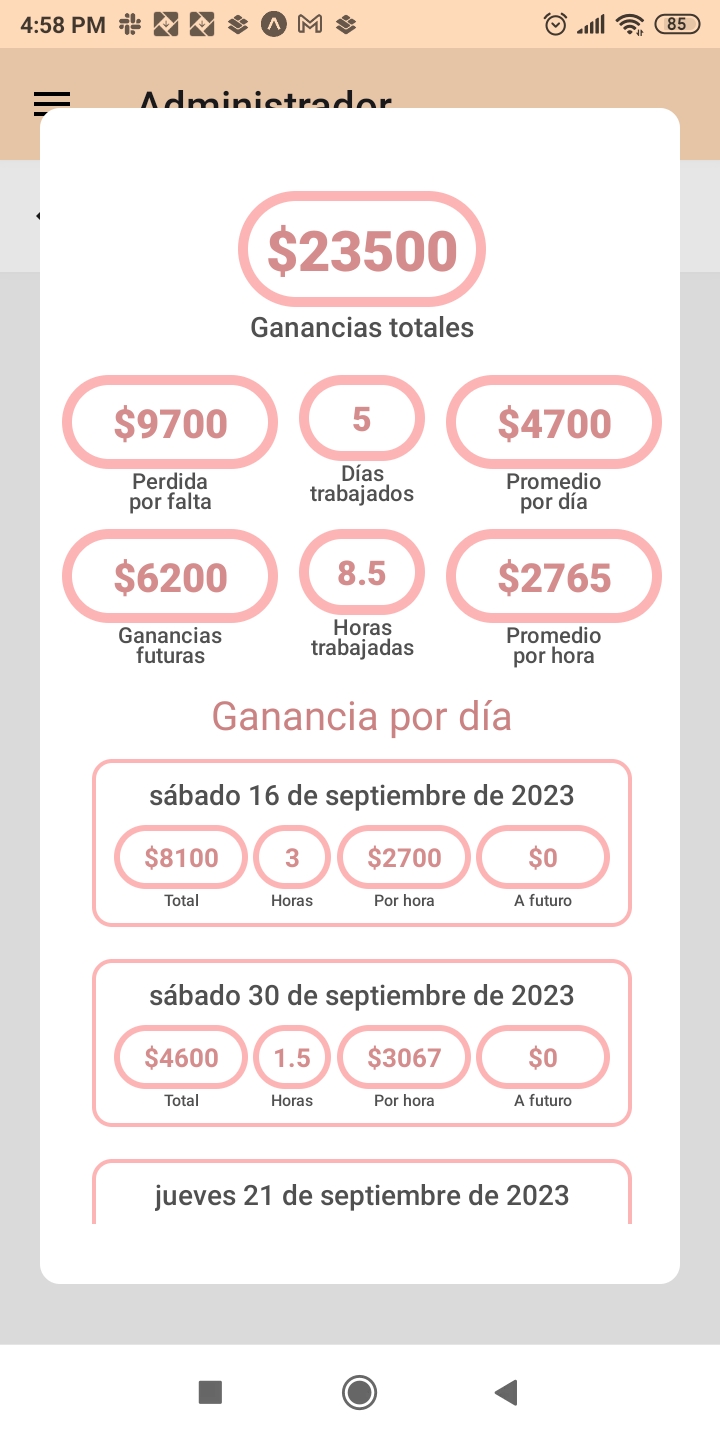 4:58 PM
85
Administrador
$23500
Ganancias totales
$9700
5
$4700
Perdida
por falta
Días
trabajados
Promedio
por día
$6200
8.5
$2765
Ganancias
futuras
Horas
trabajadas
Promedio
por hora
Ganancia por día
sábado 16 de septiembre de 2023
$8100
3
$2700
$0
Total
Horas
Por hora
A futuro
sábado 30 de septiembre de 2023
$4600
1.5
$3067
$0
Total
Horas
Por hora
A futuro
jueves 21 de septiembre de 2023